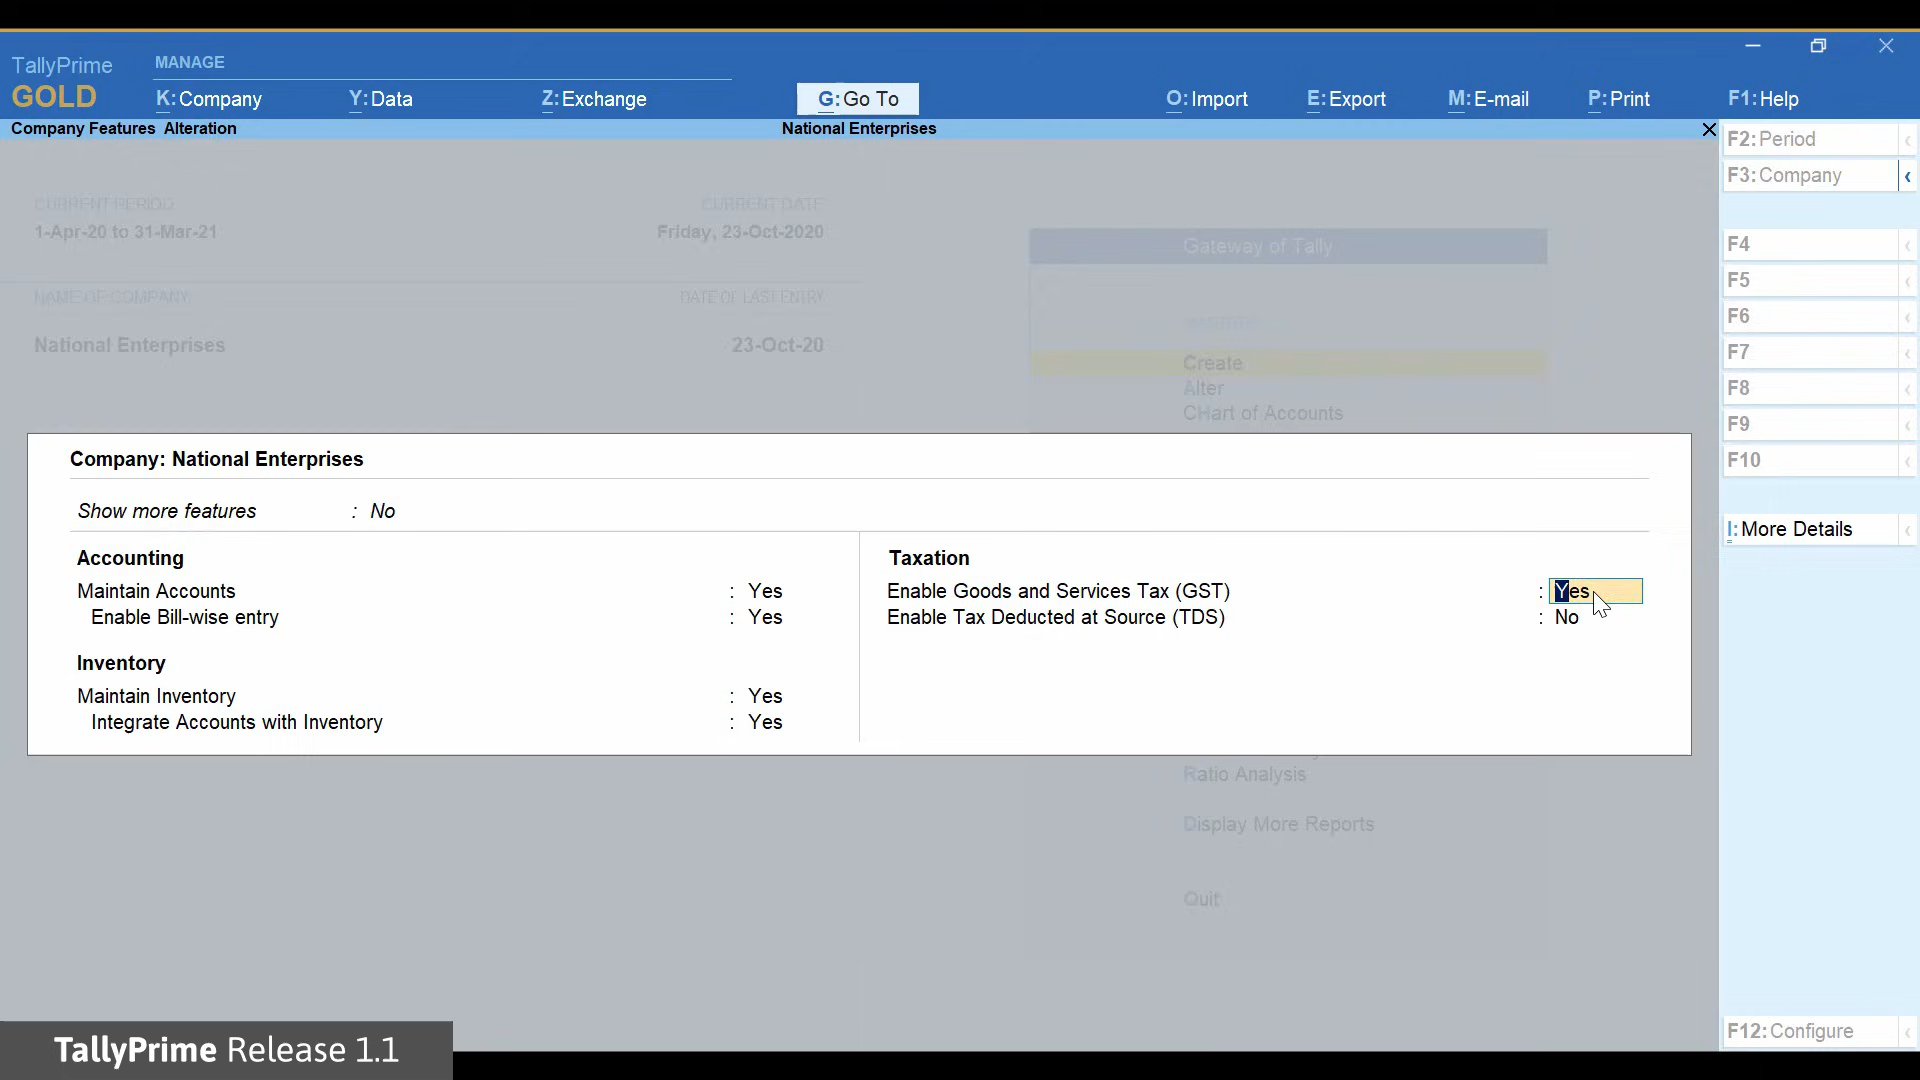 TallyPrime
GOLD
MANAGE
K: Company
Y: Data
Z: Exchange
G: Go To
O: Import
E: Export
M: E-mail
P: Print
F1: Help
Company Features Alteration
National Enterprises
F2: Period
F3: Company
F4
F5
F6
F7
F8
F9
F10
I: More Details
F12: Configure
CURRENT PERIOD
CURRENT DATE
1-Apr-20 to 31-Mar-21
Friday, 23-Oct-2020
NAME OF COMPANY
DATE OF LAST ENTRY
National Enterprises
23-Oct-20
Gateway of Tally
Create
Alter
CHart of Accounts
Company: National Enterprises
Show more features : No
Accounting
Maintain Accounts : Yes
Enable Bill-wise entry : Yes
Inventory
Maintain Inventory : Yes
Integrate Accounts with Inventory : Yes
Taxation
Enable Goods and Services Tax (GST) : Yes
Enable Tax Deducted at Source (TDS) : No
Ratio Analysis
Display More Reports
Quit
TallyPrime Release 1.1